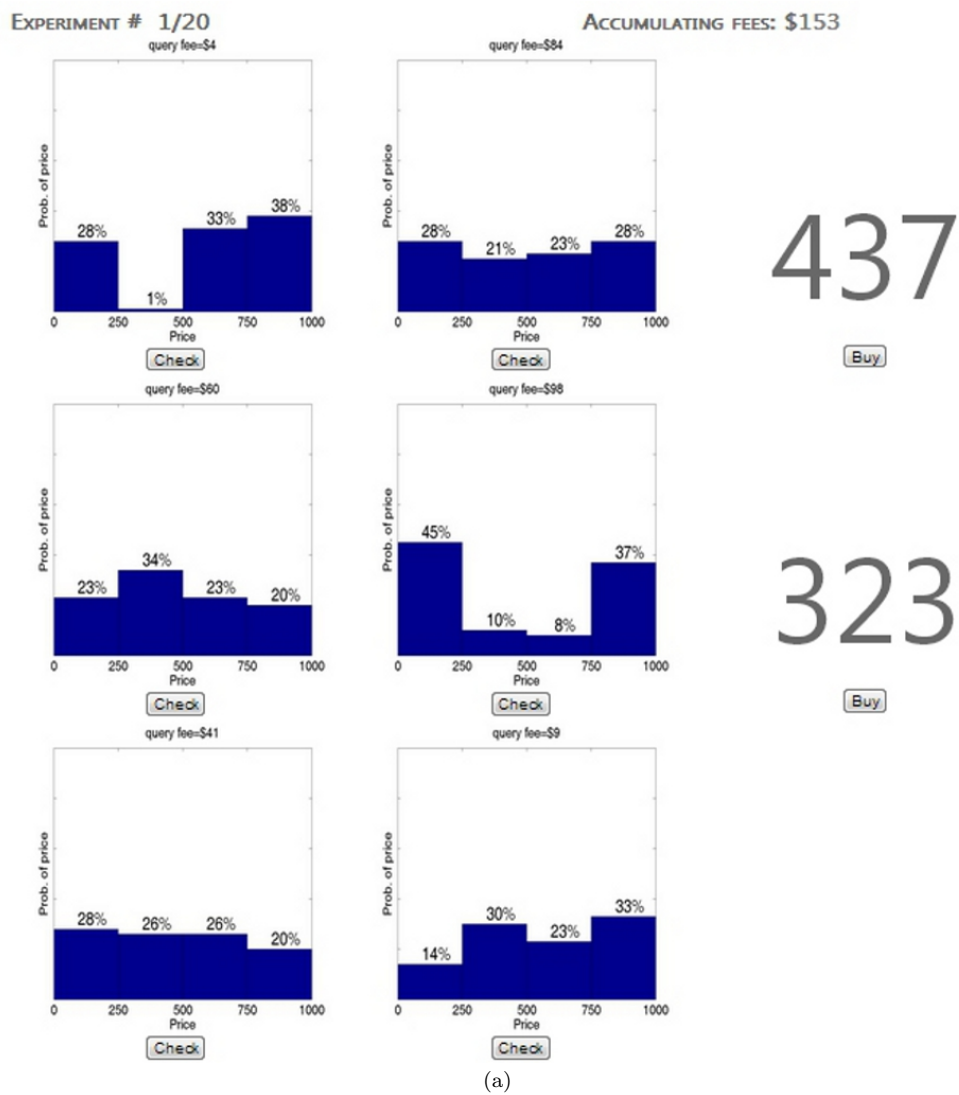 EXPERIMENT # 1/20 ACCUMULATING FEES: $153
query fee=$4
Prob. of price
28% 1% 33% 38%
0 250 500 750 1000
Price
Check
query fee=$84
Prob. of price
28% 21% 23% 28%
0 250 500 750 1000
Price
Check
437
Buy
query fee=$60
Prob. of price
23% 34% 23% 20%
0 250 500 750 1000
Price
Check
query fee=$98
Prob. of price
45% 10% 8% 37%
0 250 500 750 1000
Price
Check
323
Buy
query fee=$41
Prob. of price
28% 26% 26% 20%
0 250 500 750 1000
Price
Check
query fee=$9
Prob. of price
14% 30% 23% 33%
0 250 500 750 1000
Price
Check
(a)